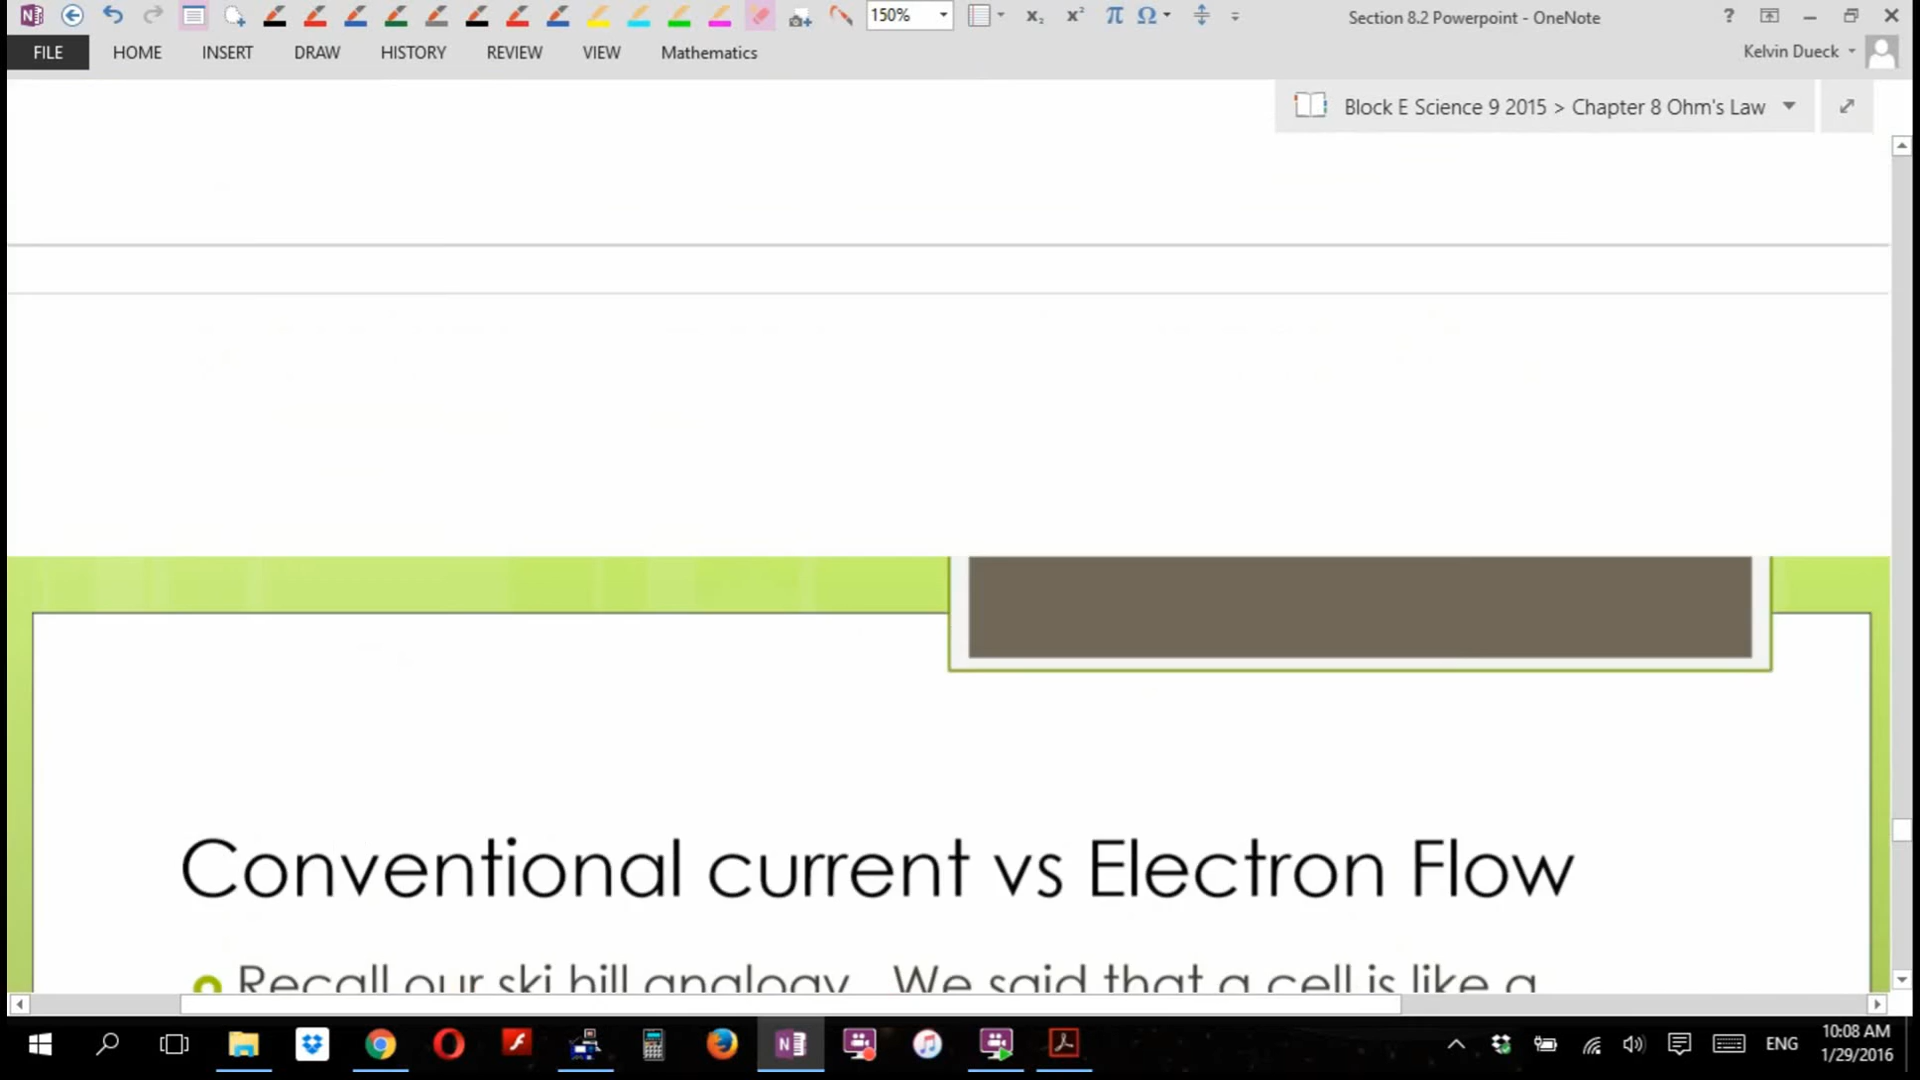 150%
x₂
x²
π
Ω
Section 8.2 Powerpoint - OneNote
?
FILE
HOME
INSERT
DRAW
HISTORY
REVIEW
VIEW
Mathematics
Kelvin Dueck
Block E Science 9 2015 > Chapter 8 Ohm's Law
Conventional current vs Electron Flow
Recall our ski hill analogy. We said that a cell is like a
ENG
10:08 AM
1/29/2016